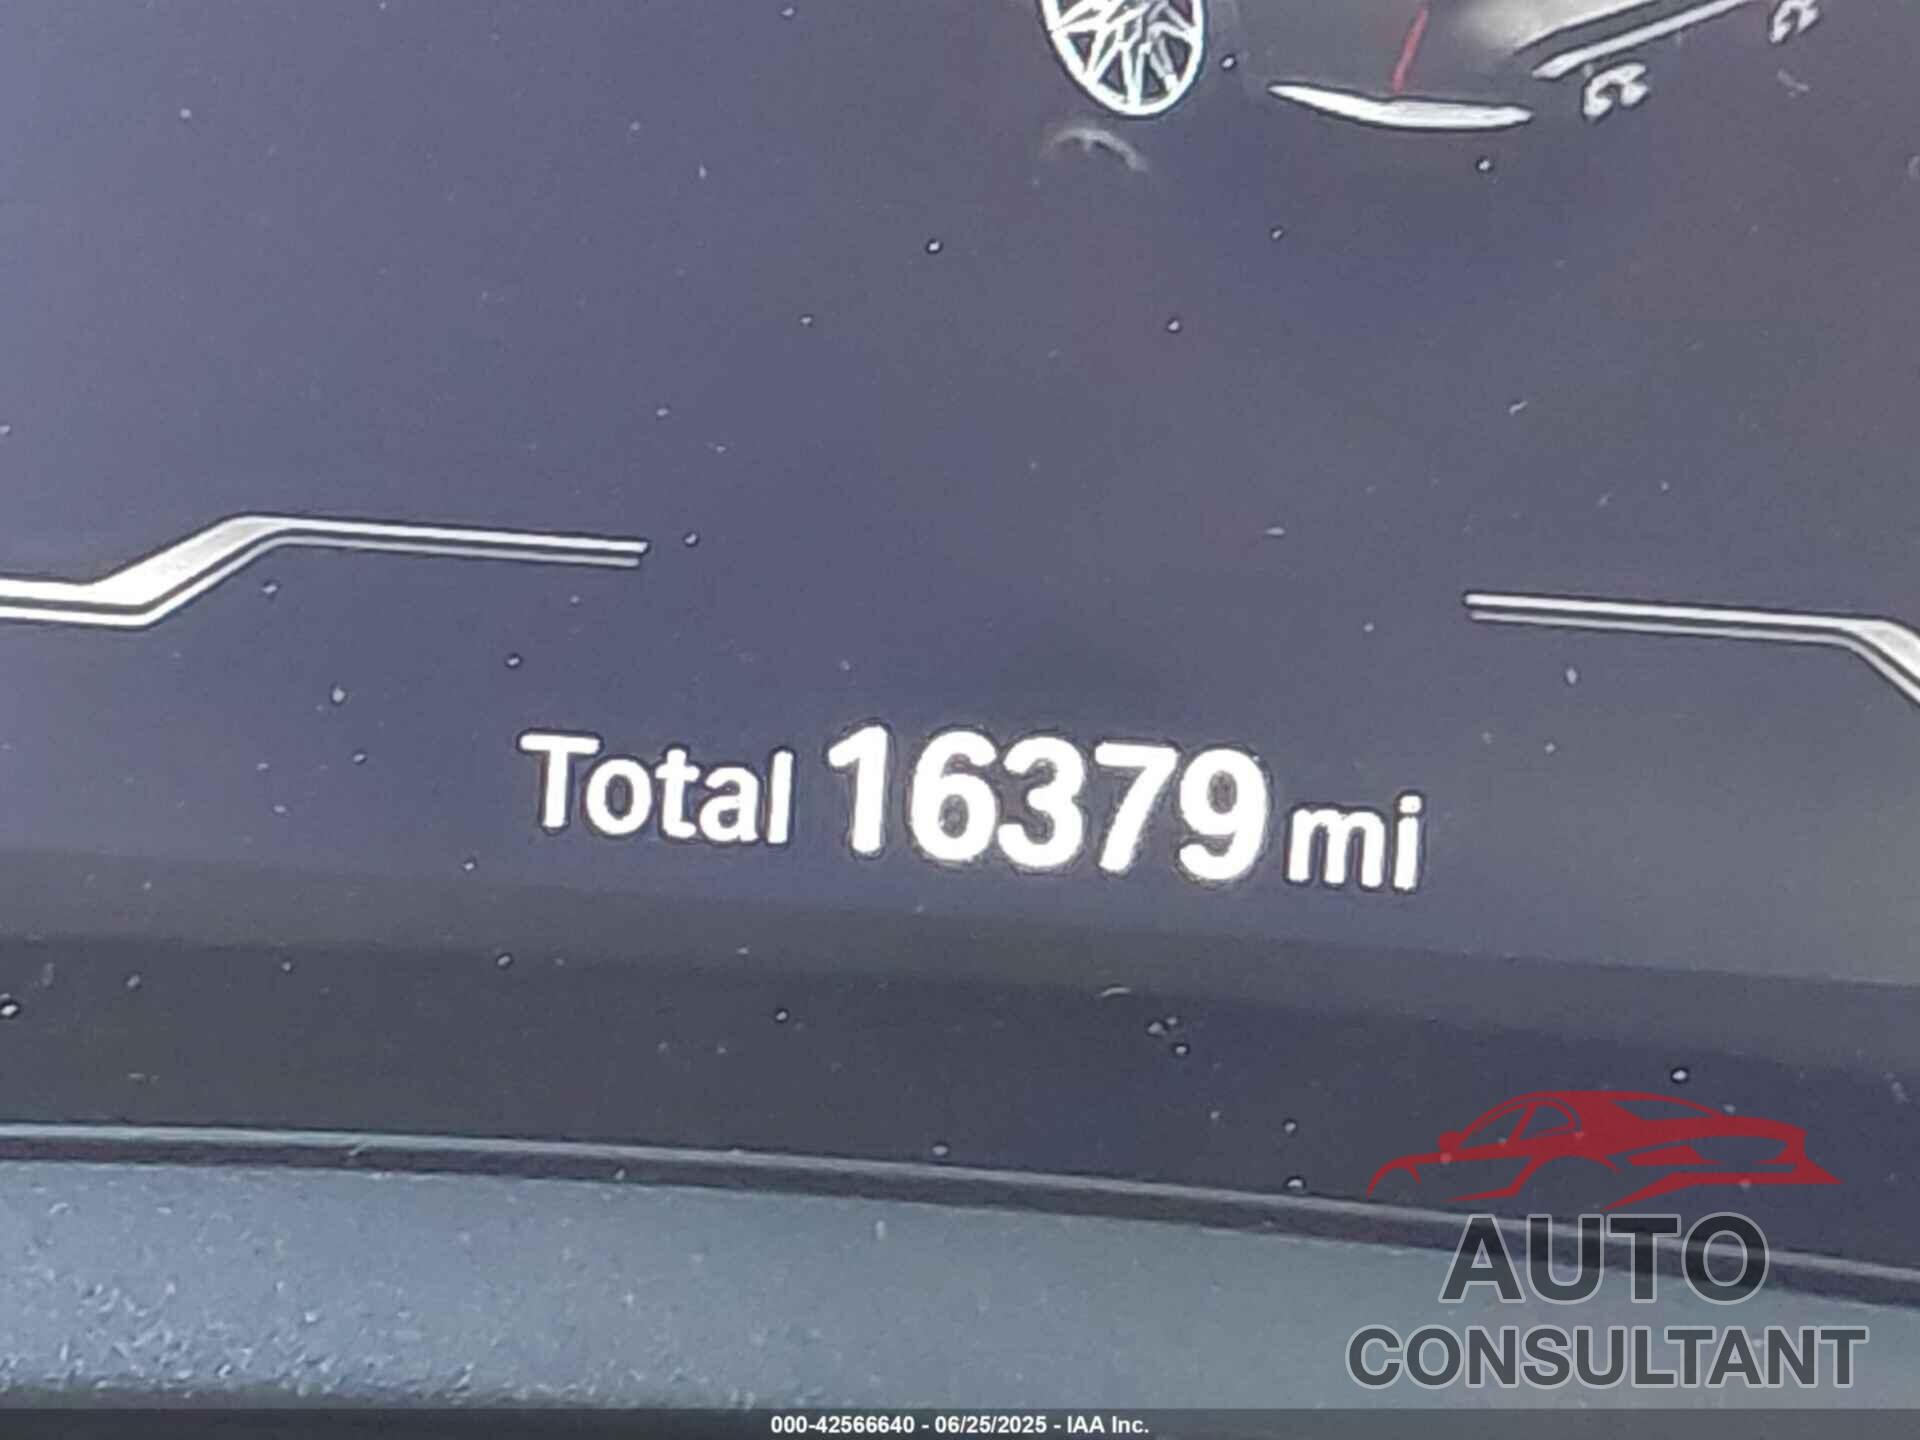 Total 16379 mi
AUTO
CONSULTANT
000-42566640 - 06/25/2025 - IAA Inc.